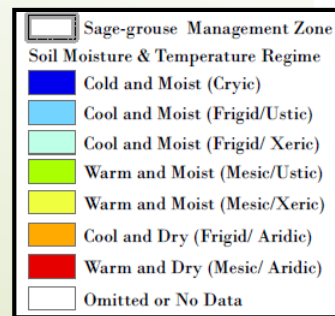 Sage-grouse Management Zone
Soil Moisture & Temperature Regime
Cold and Moist (Cryic)
Cool and Moist (Frigid/Ustic)
Cool and Moist (Frigid/ Xeric)
Warm and Moist (Mesic/Ustic)
Warm and Moist (Mesic/Xeric)
Cool and Dry (Frigid/ Aridic)
Warm and Dry (Mesic/ Aridic)
Omitted or No Data